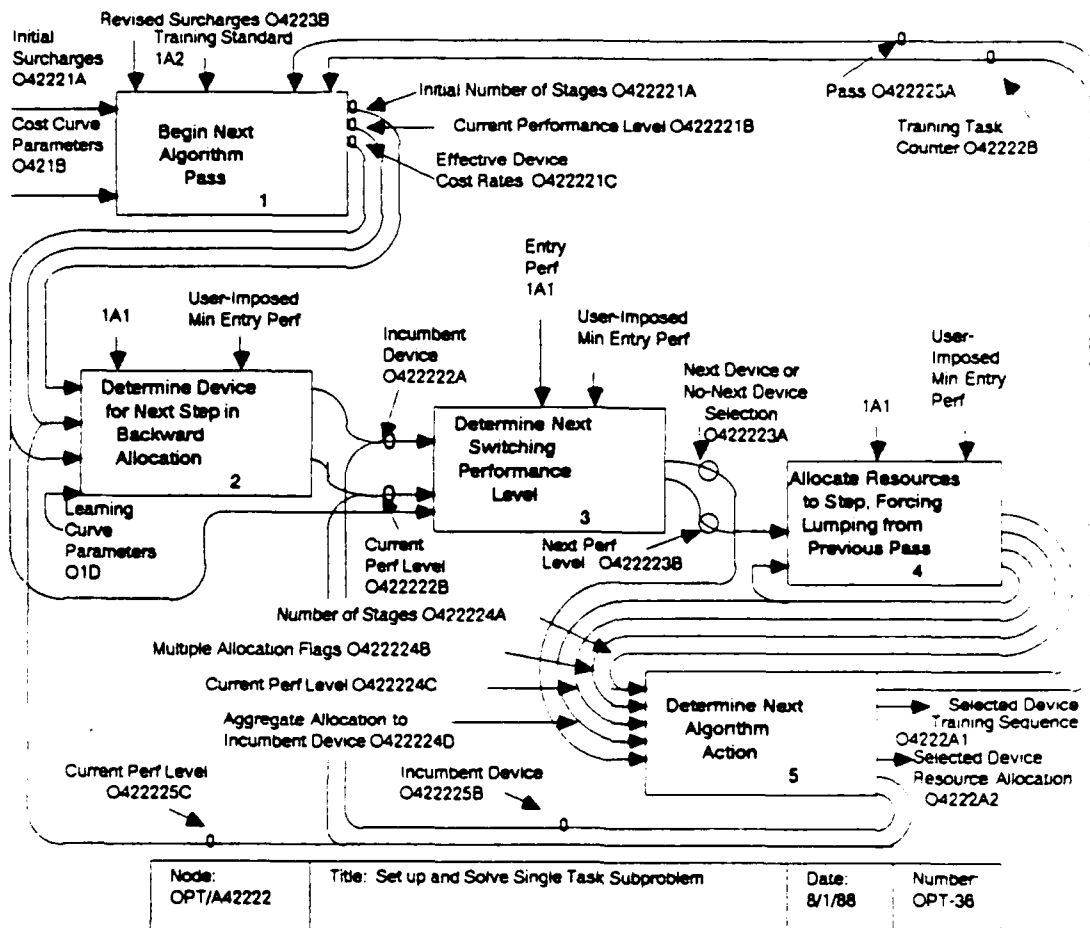 Revised Surcharges O4223B
Initial
Surcharges
O42221A
Training Standard
1A2
Cost Curve
Parameters
O421B
Begin Next
Algorithm
Pass
1
Initial Number of Stages O422221A
Current Performance Level O422221B
Effective Device
Cost Rates O422221C
Pass O422225A
Training Task
Counter O42222B
1A1
User-Imposed
Min Entry Perf
Determine Device
for Next Step in
Backward
Allocation
2
Learning
Curve
Parameters
O1D
Incumbent
Device
O422222A
Current
Perf Level
O422222B
Entry
Perf
1A1
User-Imposed
Min Entry Perf
Determine Next
Switching
Performance
Level
3
Next Device or
No-Next Device
Selection
O422223A
Next Perf
Level O422223B
1A1
User-
Imposed
Min Entry
Perf
Allocate Resources
to Step, Forcing
Lumping from
Previous Pass
4
Number of Stages O422224A
Multiple Allocation Flags O422224B
Current Perf Level O422224C
Aggregate Allocation to
Incumbent Device O422224D
Determine Next
Algorithm
Action
5
Selected Device
Training Sequence
O4222A1
Selected Device
Resource Allocation
O4222A2
Current Perf Level
O422225C
Incumbent Device
O422225B
Node:
OPT/A42222
Title: Set up and Solve Single Task Subproblem
Date:
8/1/88
Number
OPT-36